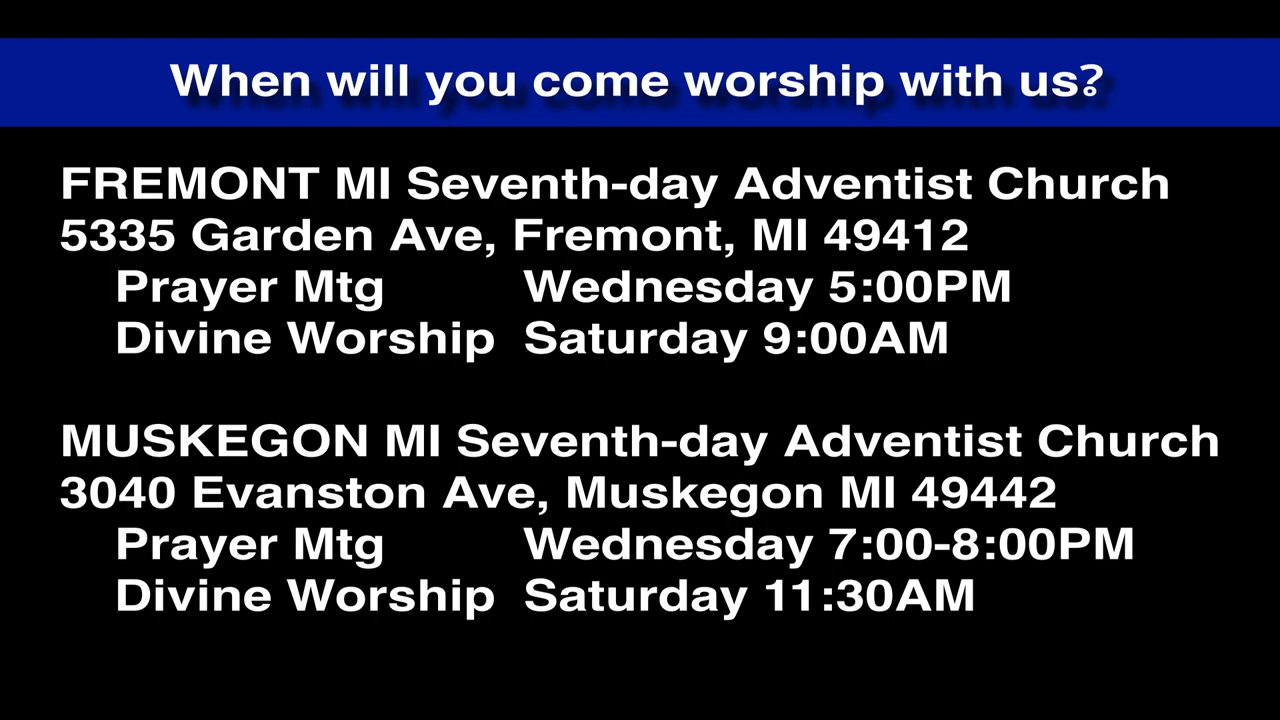 When will you come worship with us?
FREMONT MI Seventh-day Adventist Church
5335 Garden Ave, Fremont, MI 49412
Prayer Mtg Wednesday 5:00PM
Divine Worship Saturday 9:00AM
MUSKEGON MI Seventh-day Adventist Church
3040 Evanston Ave, Muskegon MI 49442
Prayer Mtg Wednesday 7:00-8:00PM
Divine Worship Saturday 11:30AM